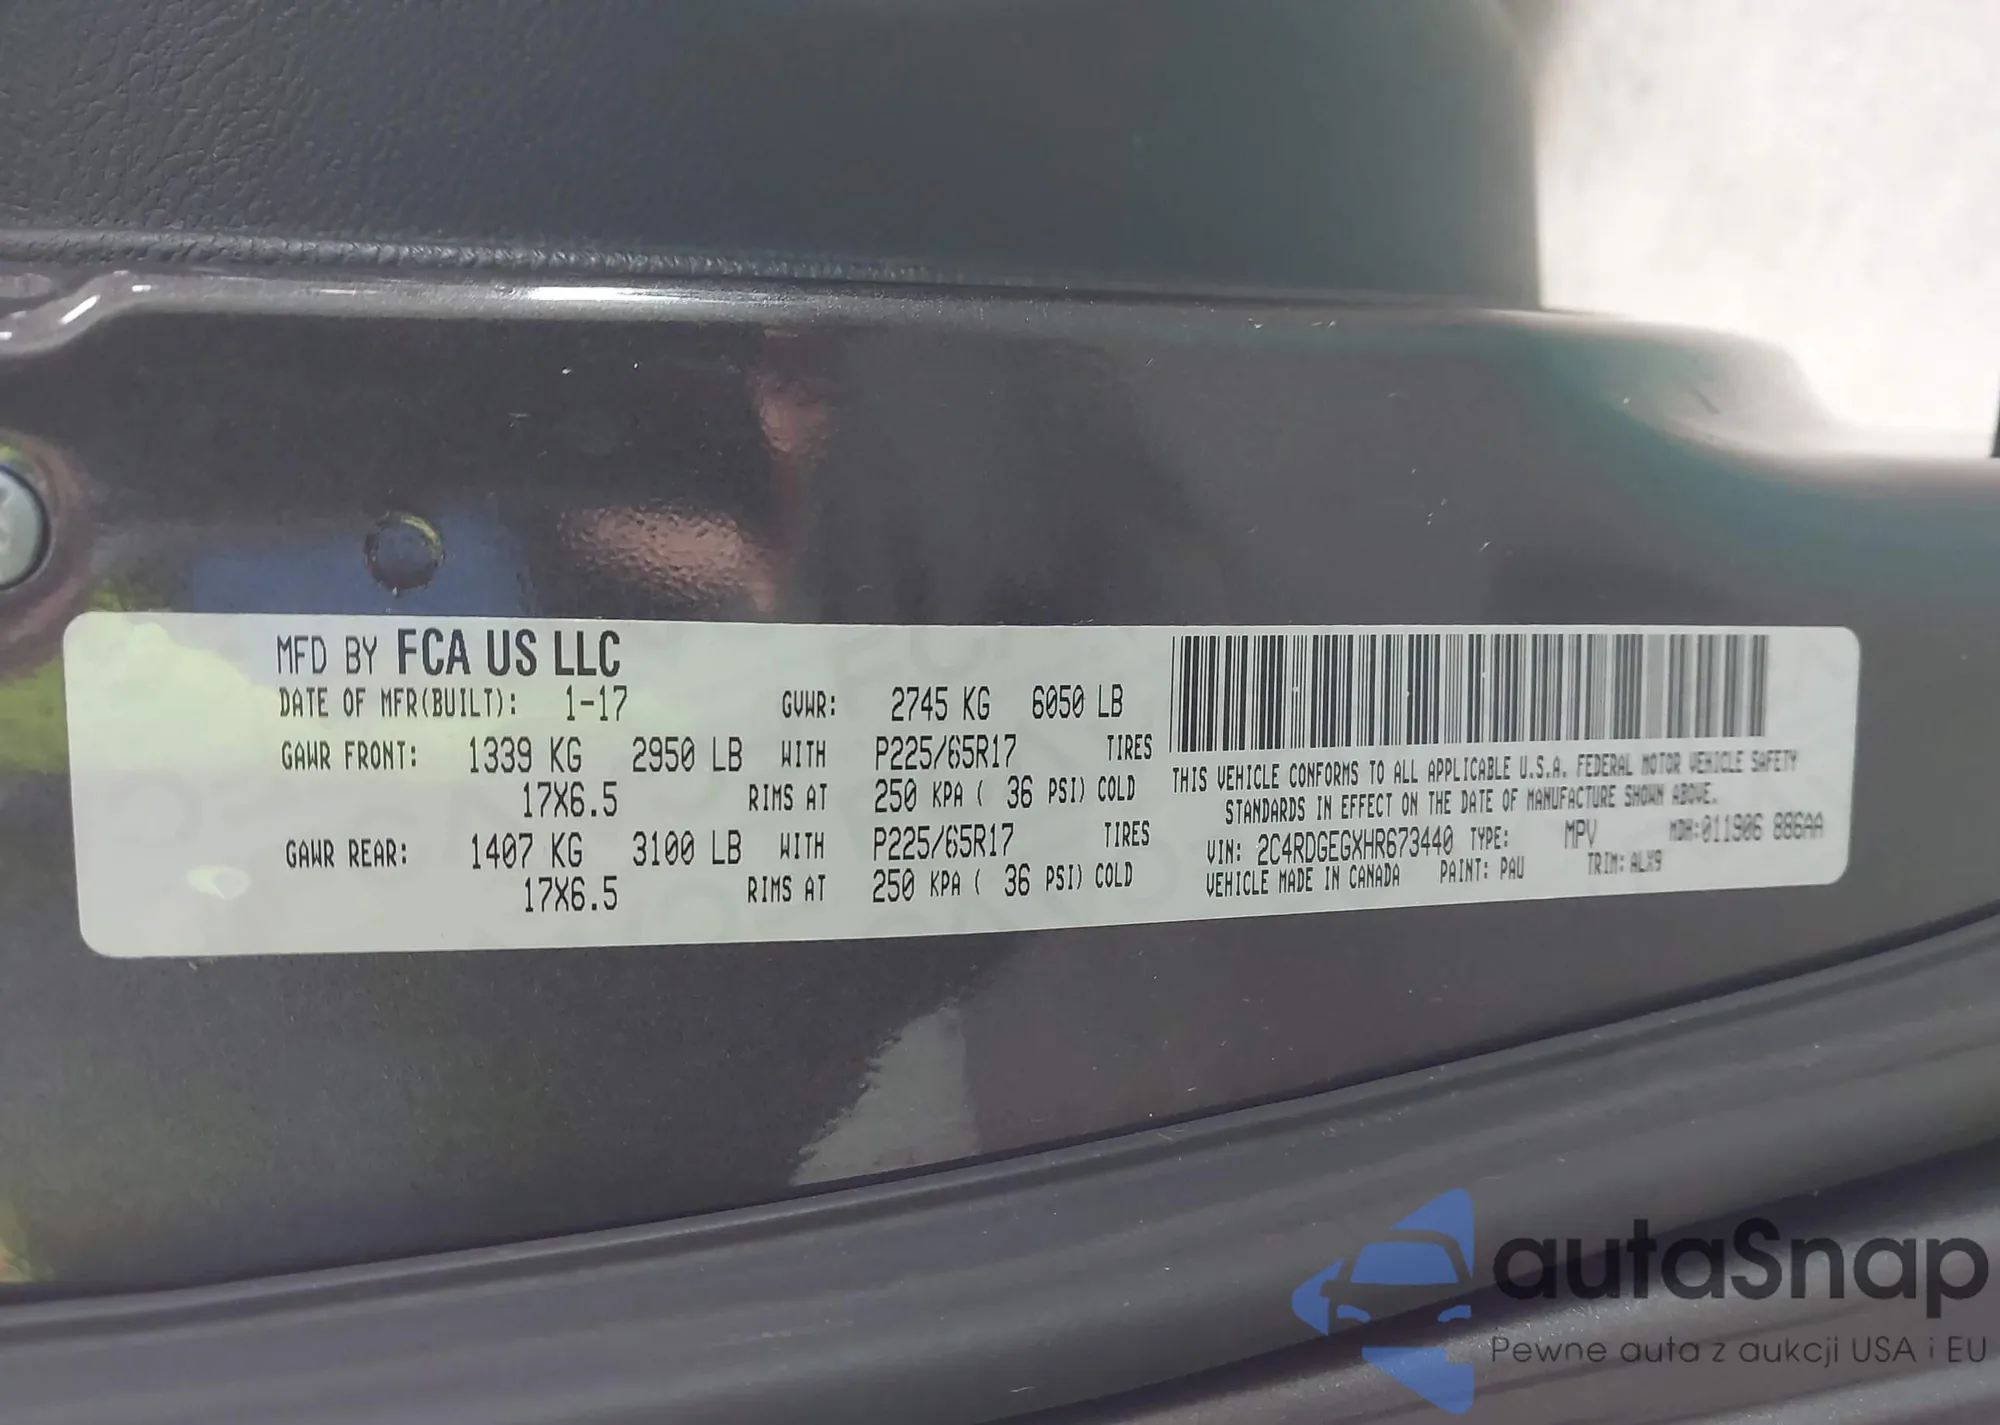 MFD BY FCA US LLC
DATE OF MFR(BUILT): 1-17 GVWR: 2745 KG 6050 LB
GAWR FRONT: 1339 KG 2950 LB WITH P225/65R17 TIRES
17X6.5 RIMS AT 250 KPA ( 36 PSI) COLD
GAWR REAR: 1407 KG 3100 LB WITH P225/65R17 TIRES
17X6.5 RIMS AT 250 KPA ( 36 PSI) COLD
THIS VEHICLE CONFORMS TO ALL APPLICABLE U.S.A. FEDERAL MOTOR VEHICLE SAFETY
STANDARDS IN EFFECT ON THE DATE OF MANUFACTURE SHOWN ABOVE.
VIN: 2C4RDGEGXHR673440 TYPE: MPV MDH:011906 886AA
VEHICLE MADE IN CANADA PAINT: PAU TRIM: ALX9
autaSnap
Pewne auta z aukcji USA i EU